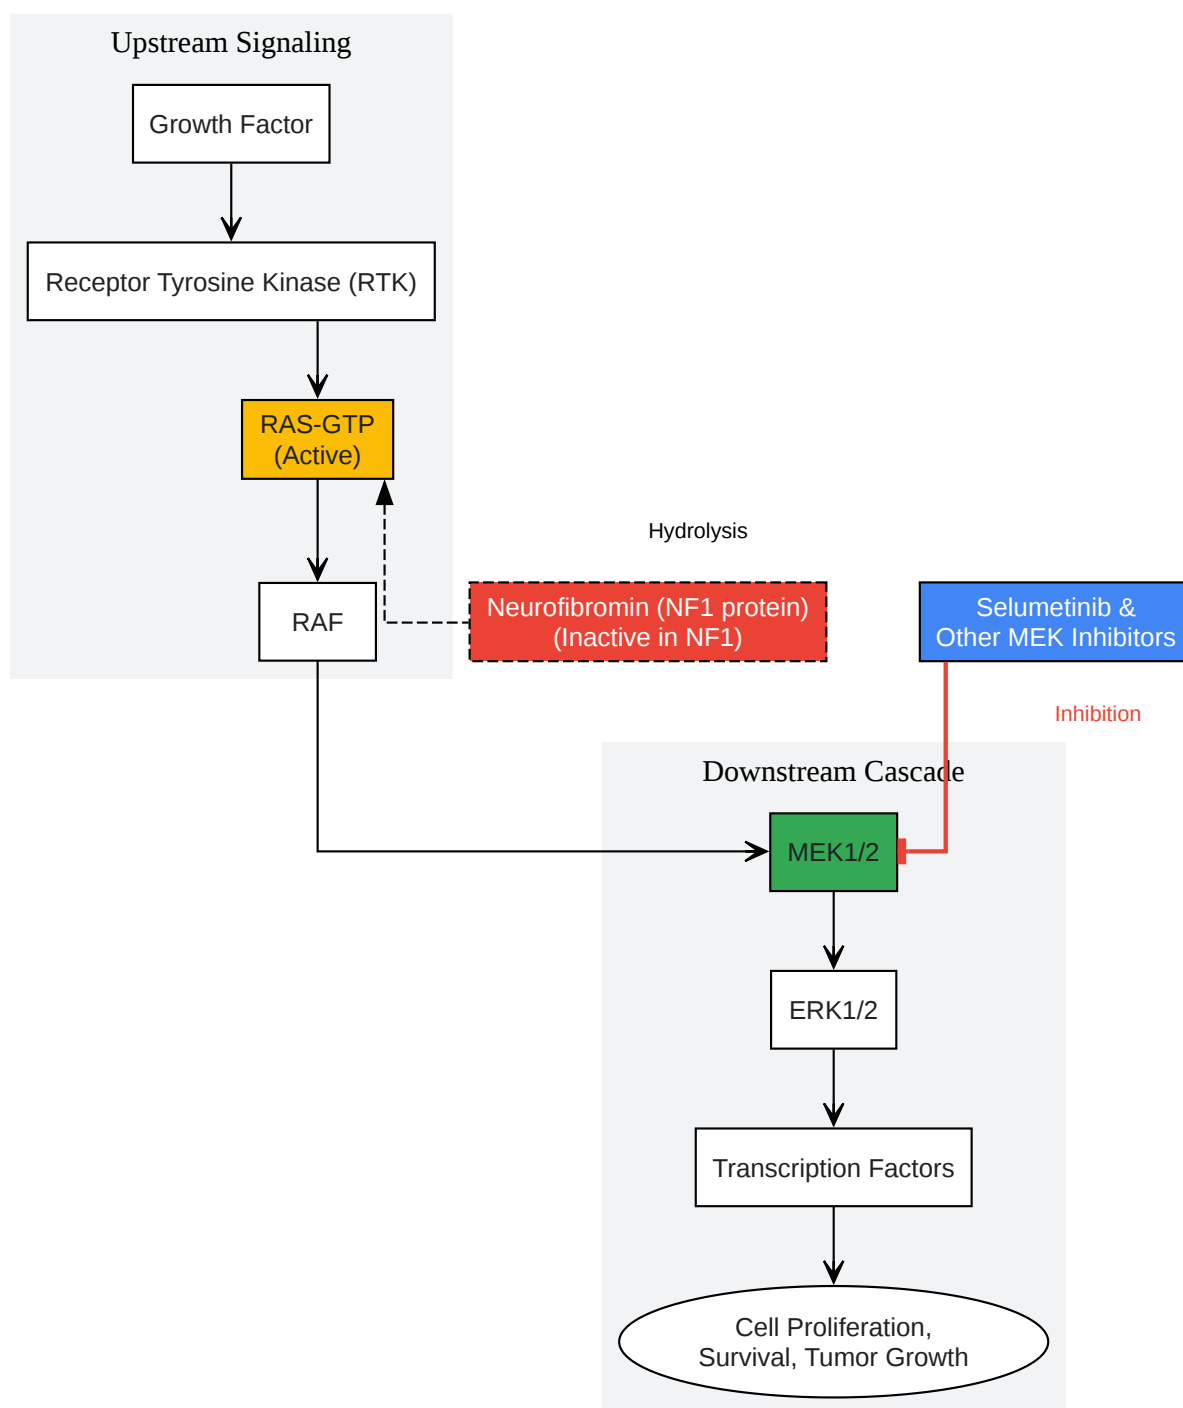 Upstream Signaling
Growth Factor
Receptor Tyrosine Kinase (RTK)
RAS-GTP
(Active)
Hydrolysis
RAF
Neurofibromin (NF1 protein)
(Inactive in NF1)
Selumetinib &
Other MEK Inhibitors
Inhibition
Downstream Cascade
MEK1/2
ERK1/2
Transcription Factors
Cell Proliferation,
Survival, Tumor Growth